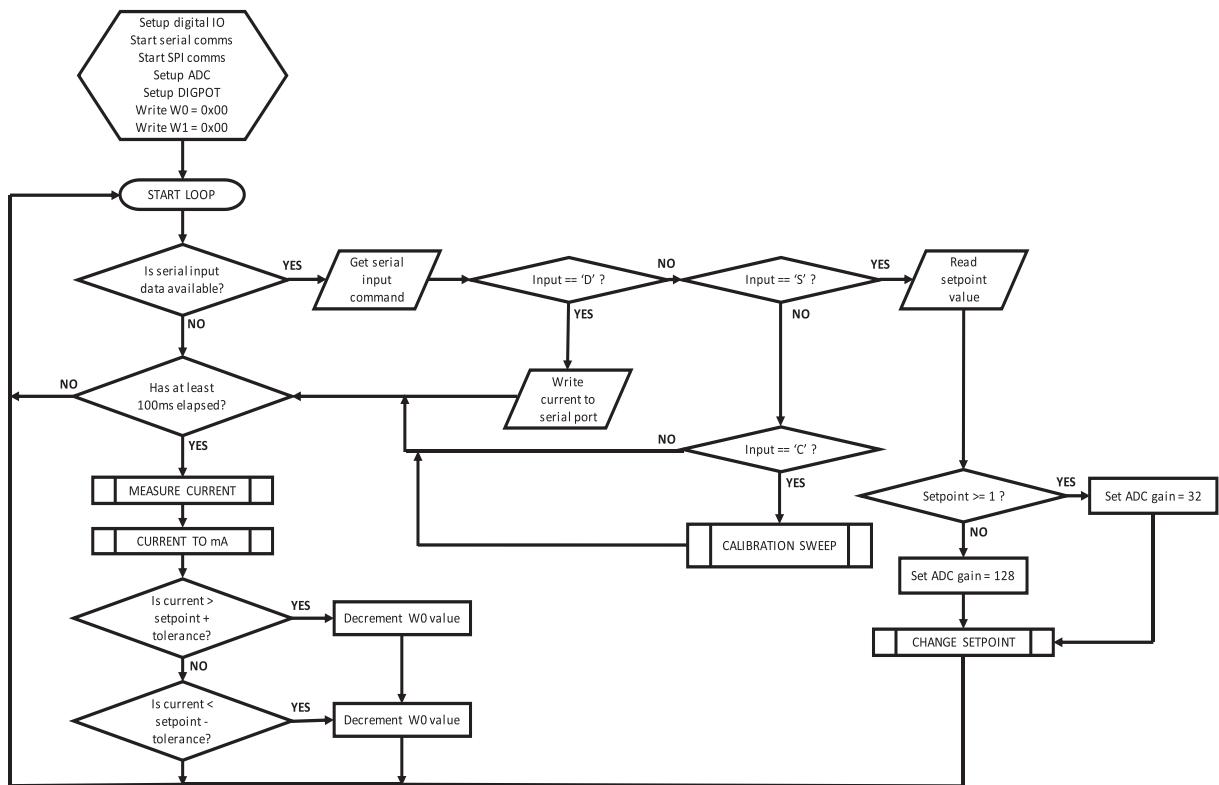 Setup digital IO
Start serial comms
Start SPI comms
Setup ADC
Setup DIGPOT
Write W0 = 0x00
Write W1 = 0x00
START LOOP
Is serial input
data available?
YES
NO
Get serial
input
command
Input == ‘D’ ?
NO
YES
Input == ‘S’ ?
YES
NO
Read
setpoint
value
Has at least
100ms elapsed?
NO
YES
Write
current to
serial port
Input == ‘C’ ?
NO
YES
CALIBRATION SWEEP
Setpoint >= 1 ?
YES
NO
Set ADC gain = 32
Set ADC gain = 128
CHANGE SETPOINT
MEASURE CURRENT
CURRENT TO mA
Is current >
setpoint +
tolerance?
YES
NO
Decrement W0 value
Is current <
setpoint -
tolerance?
YES
Decrement W0 value